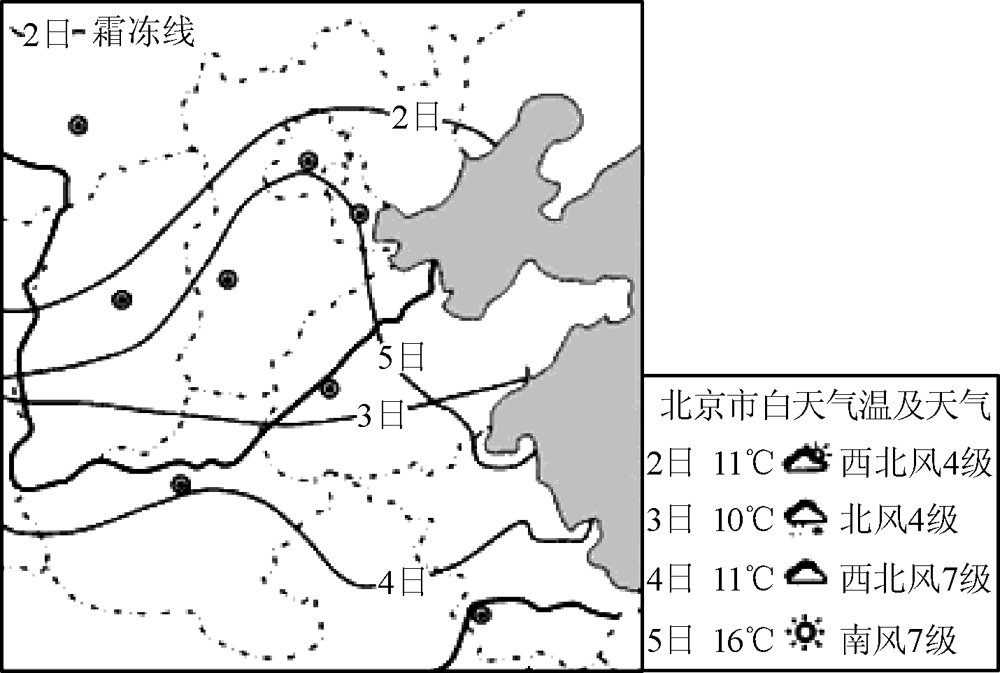 2日 霜冻线
2日
5日
3日
4日
北京市白天气温及天气
2日 11℃ 西北风4级
3日 10℃ 北风4级
4日 11℃ 西北风7级
5日 16℃ 南风7级